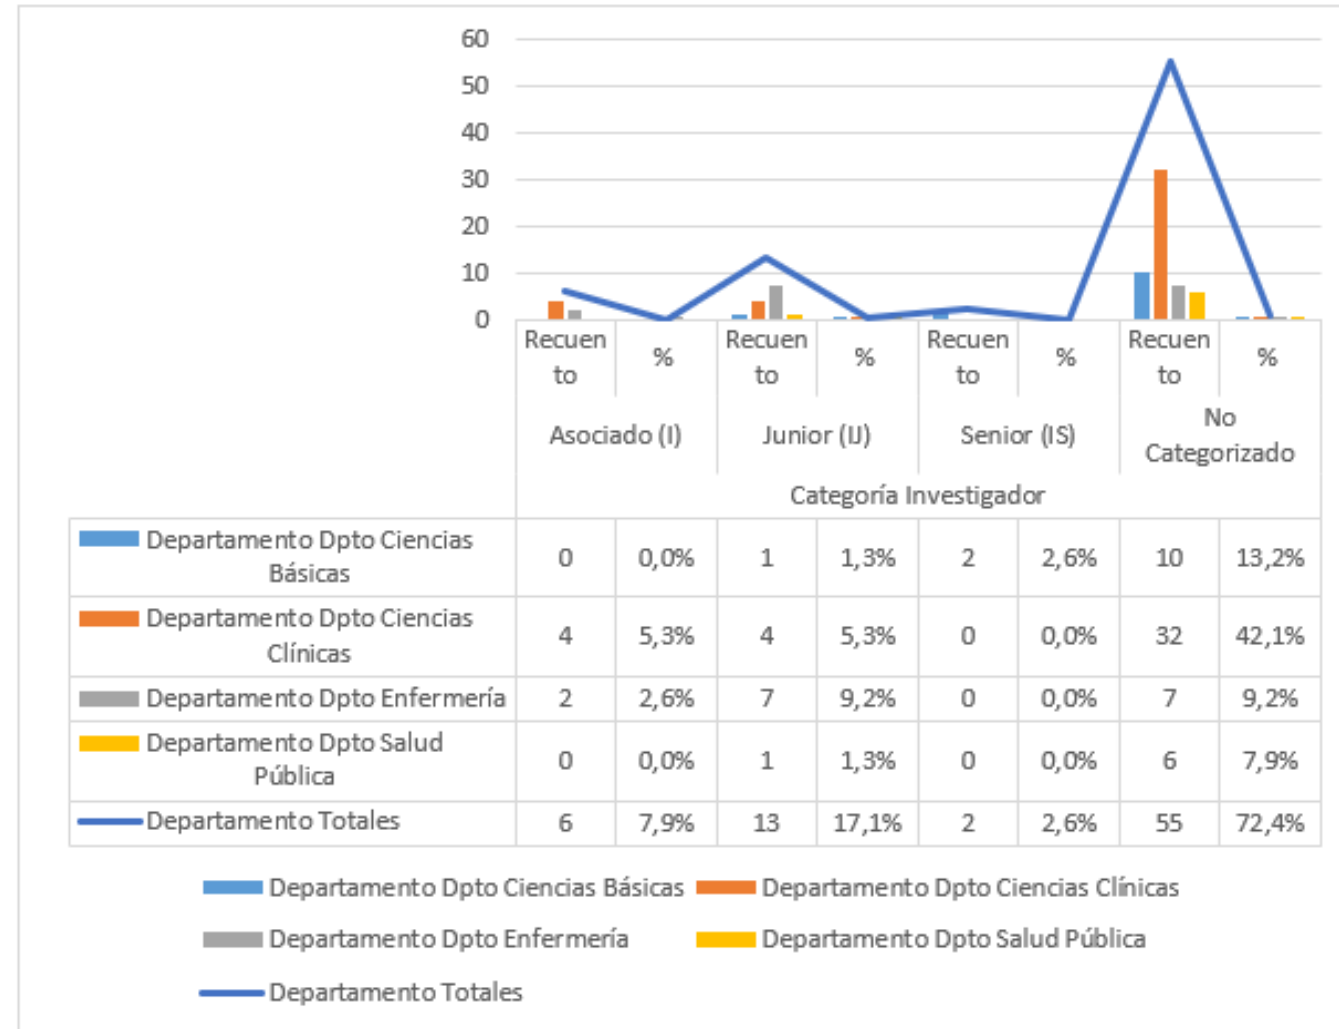 60
50
40
30
20
10
0
Recuen
to
%
Recuen
to
%
Recuen
to
%
Recuen
to
%
Asociado (I)
Junior (IJ)
Senior (IS)
No
Categorizado
Categoría Investigador
Departamento Dpto Ciencias
Básicas
0 0,0% 1 1,3% 2 2,6% 10 13,2%
Departamento Dpto Ciencias
Clínicas
4 5,3% 4 5,3% 0 0,0% 32 42,1%
Departamento Dpto Enfermería 2 2,6% 7 9,2% 0 0,0% 7 9,2%
Departamento Dpto Salud
Pública
0 0,0% 1 1,3% 0 0,0% 6 7,9%
Departamento Totales 6 7,9% 13 17,1% 2 2,6% 55 72,4%
Departamento Dpto Ciencias Básicas Departamento Dpto Ciencias Clínicas
Departamento Dpto Enfermería Departamento Dpto Salud Pública
Departamento Totales